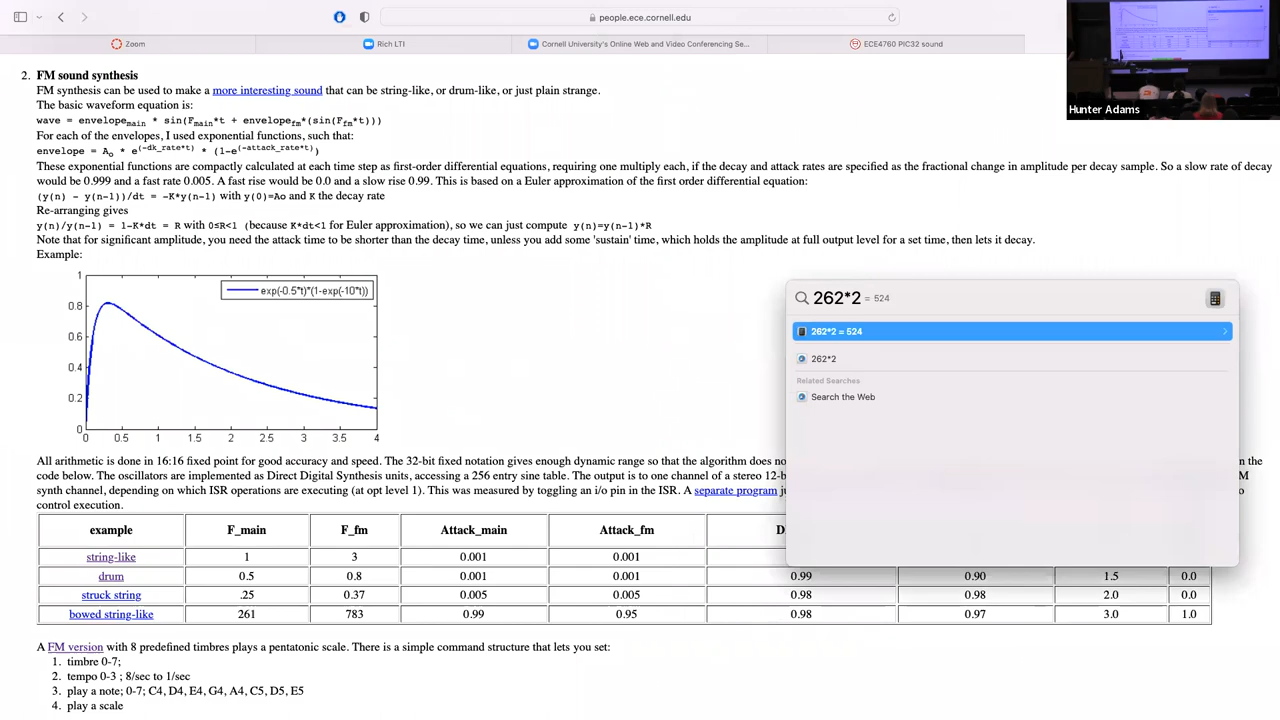 people.ece.cornell.edu
Zoom
Rich LTI
Cornell University's Online Web and Video Conferencing Se...
ECE4760 PIC32 sound
Hunter Adams
2. FM sound synthesis
FM synthesis can be used to make a more interesting sound that can be string-like, or drum-like, or just plain strange.
The basic waveform equation is:
wave = envelopemain * sin(Fmain*t + envelopefm*(sin(Ffm*t)))
For each of the envelopes, I used exponential functions, such that:
envelope = Ao * e(-dk_rate*t) * (1-e(-attack_rate*t))
These exponential functions are compactly calculated at each time step as first-order differential equations, requiring one multiply each, if the decay and attack rates are specified as the fractional change in amplitude per decay sample. So a slow rate of decay
would be 0.999 and a fast rate 0.005. A fast rise would be 0.0 and a slow rise 0.99. This is based on a Euler approximation of the first order differential equation:
(y(n) - y(n-1))/dt = -K*y(n-1) with y(0)=Ao and K the decay rate
Re-arranging gives
y(n)/y(n-1) = 1-K*dt = R with 0≤R<1 (because K*dt<1 for Euler approximation), so we can just compute y(n)=y(n-1)*R
Note that for significant amplitude, you need the attack time to be shorter than the decay time, unless you add some 'sustain' time, which holds the amplitude at full output level for a set time, then lets it decay.
Example:
1
0.8
0.6
0.4
0.2
0
exp(-0.5*t)*(1-exp(-10*t))
0 0.5 1 1.5 2 2.5 3 3.5 4
262*2 = 524
262*2 = 524
262*2
Related Searches
Search the Web
All arithmetic is done in 16:16 fixed point for good accuracy and speed. The 32-bit fixed notation gives enough dynamic range so that the algorithm does no n the
code below. The oscillators are implemented as Direct Digital Synthesis units, accessing a 256 entry sine table. The output is to one channel of a stereo 12-b M
synth channel, depending on which ISR operations are executing (at opt level 1). This was measured by toggling an i/o pin in the ISR. A separate program ju o
control execution.
example F_main F_fm Attack_main Attack_fm D
string-like 1 3 0.001 0.001
drum 0.5 0.8 0.001 0.001 0.99 0.90 1.5 0.0
struck string .25 0.37 0.005 0.005 0.98 0.98 2.0 0.0
bowed string-like 261 783 0.99 0.95 0.98 0.97 3.0 1.0
A FM version with 8 predefined timbres plays a pentatonic scale. There is a simple command structure that lets you set:
1. timbre 0-7;
2. tempo 0-3 ; 8/sec to 1/sec
3. play a note; 0-7; C4, D4, E4, G4, A4, C5, D5, E5
4. play a scale